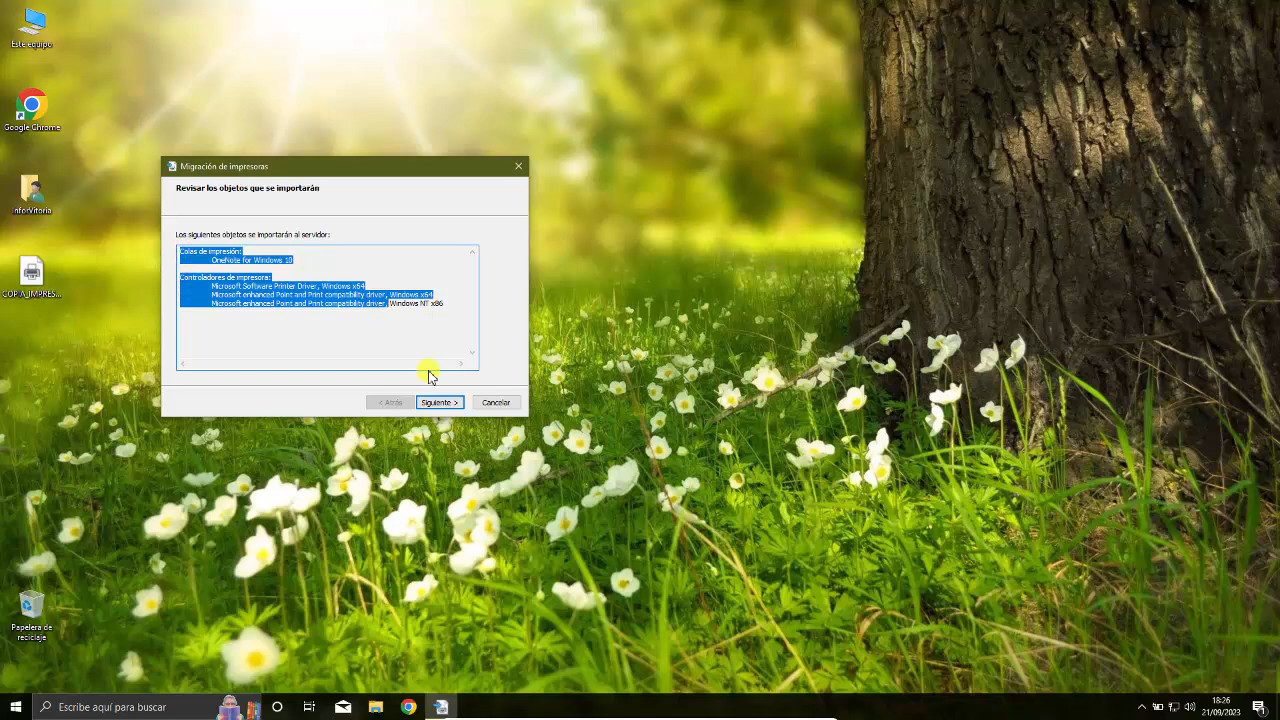 Este equipo
Google Chrome
InforVitoria
COPIA_IMPRES...
Papelera de
reciclaje
Migración de impresoras
Revisar los objetos que se importarán
Los siguientes objetos se importarán al servidor:
Colas de impresión:
OneNote for Windows 10
Controladores de impresora:
Microsoft Software Printer Driver, Windows x64
Microsoft enhanced Point and Print compatibility driver, Windows x64
Microsoft enhanced Point and Print compatibility driver, Windows NT x86
< Atrás
Siguiente >
Cancelar
Escribe aquí para buscar
18:26
21/09/2023